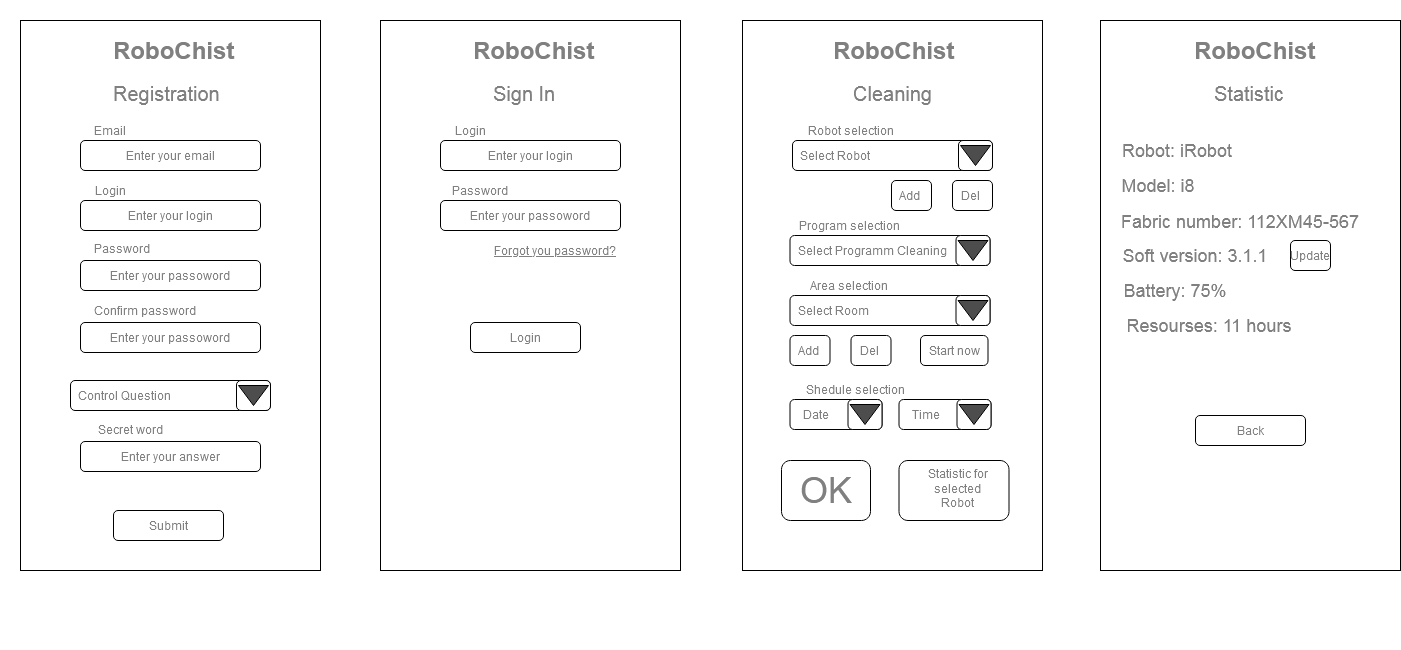 RoboChist
Registration
Email
Enter your email
Login
Enter your login
Password
Enter your passoword
Confirm password
Enter your passoword
Control Question
Secret word
Enter your answer
Submit
RoboChist
Sign In
Login
Enter your login
Password
Enter your passoword
Forgot you password?
Login
RoboChist
Cleaning
Robot selection
Select Robot
Add
Del
Program selection
Select Programm Cleaning
Area selection
Select Room
Add
Del
Start now
Shedule selection
Date
Time
OK
Statistic for
selected
Robot
RoboChist
Statistic
Robot: iRobot
Model: i8
Fabric number: 112XM45-567
Soft version: 3.1.1
Update
Battery: 75%
Resourses: 11 hours
Back